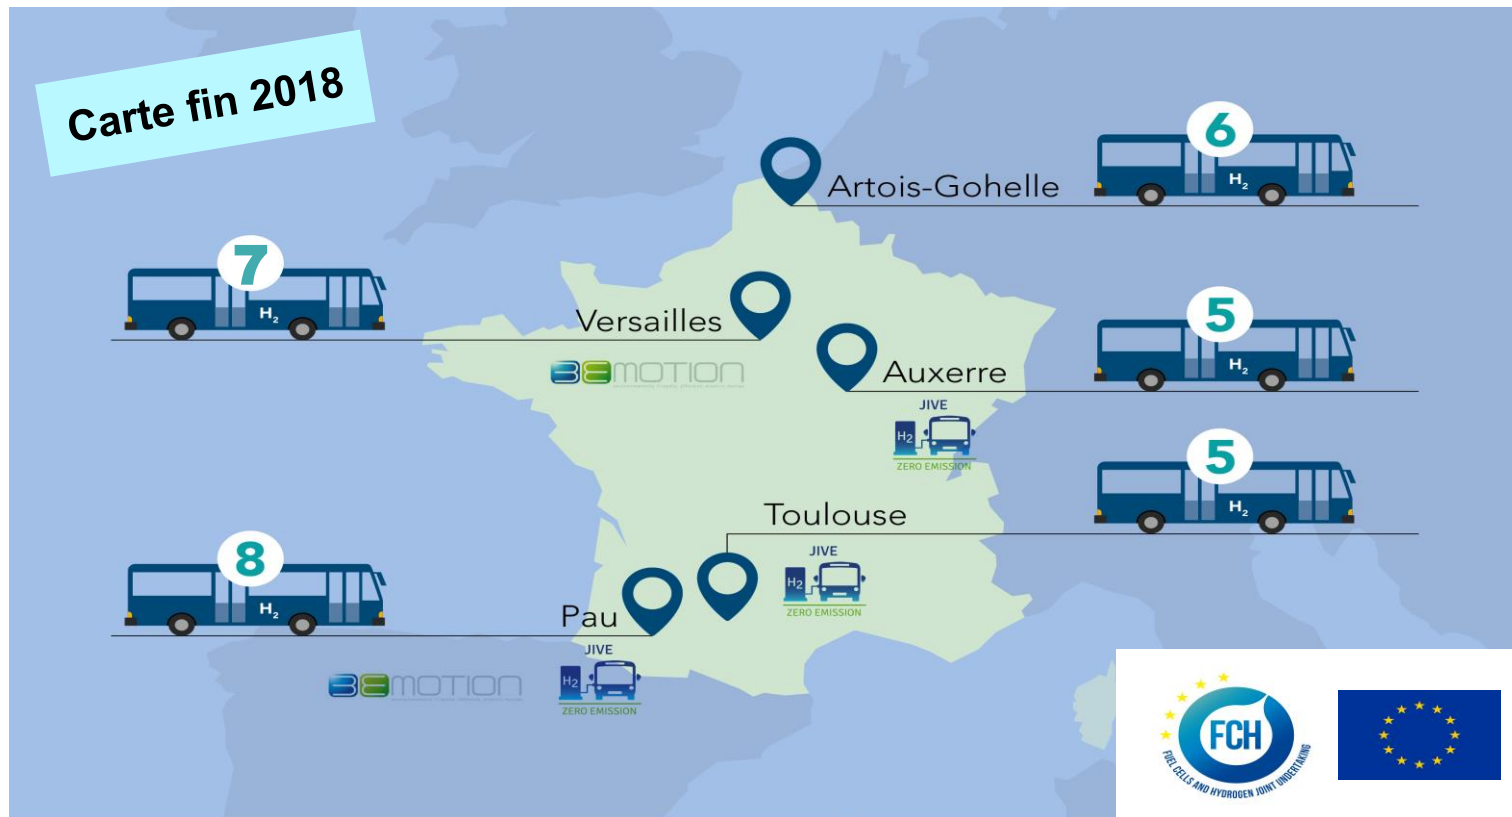 Carte fin 2018
6
Artois-Gohelle
H2
7
H2
Versailles
3EMOTION
5
Auxerre
H2
JIVE
H2
ZERO EMISSION
5
H2
Toulouse
JIVE
H2
ZERO EMISSION
8
H2
Pau
JIVE
H2
ZERO EMISSION
3EMOTION
FCH
FUEL CELLS AND HYDROGEN JOINT UNDERTAKING